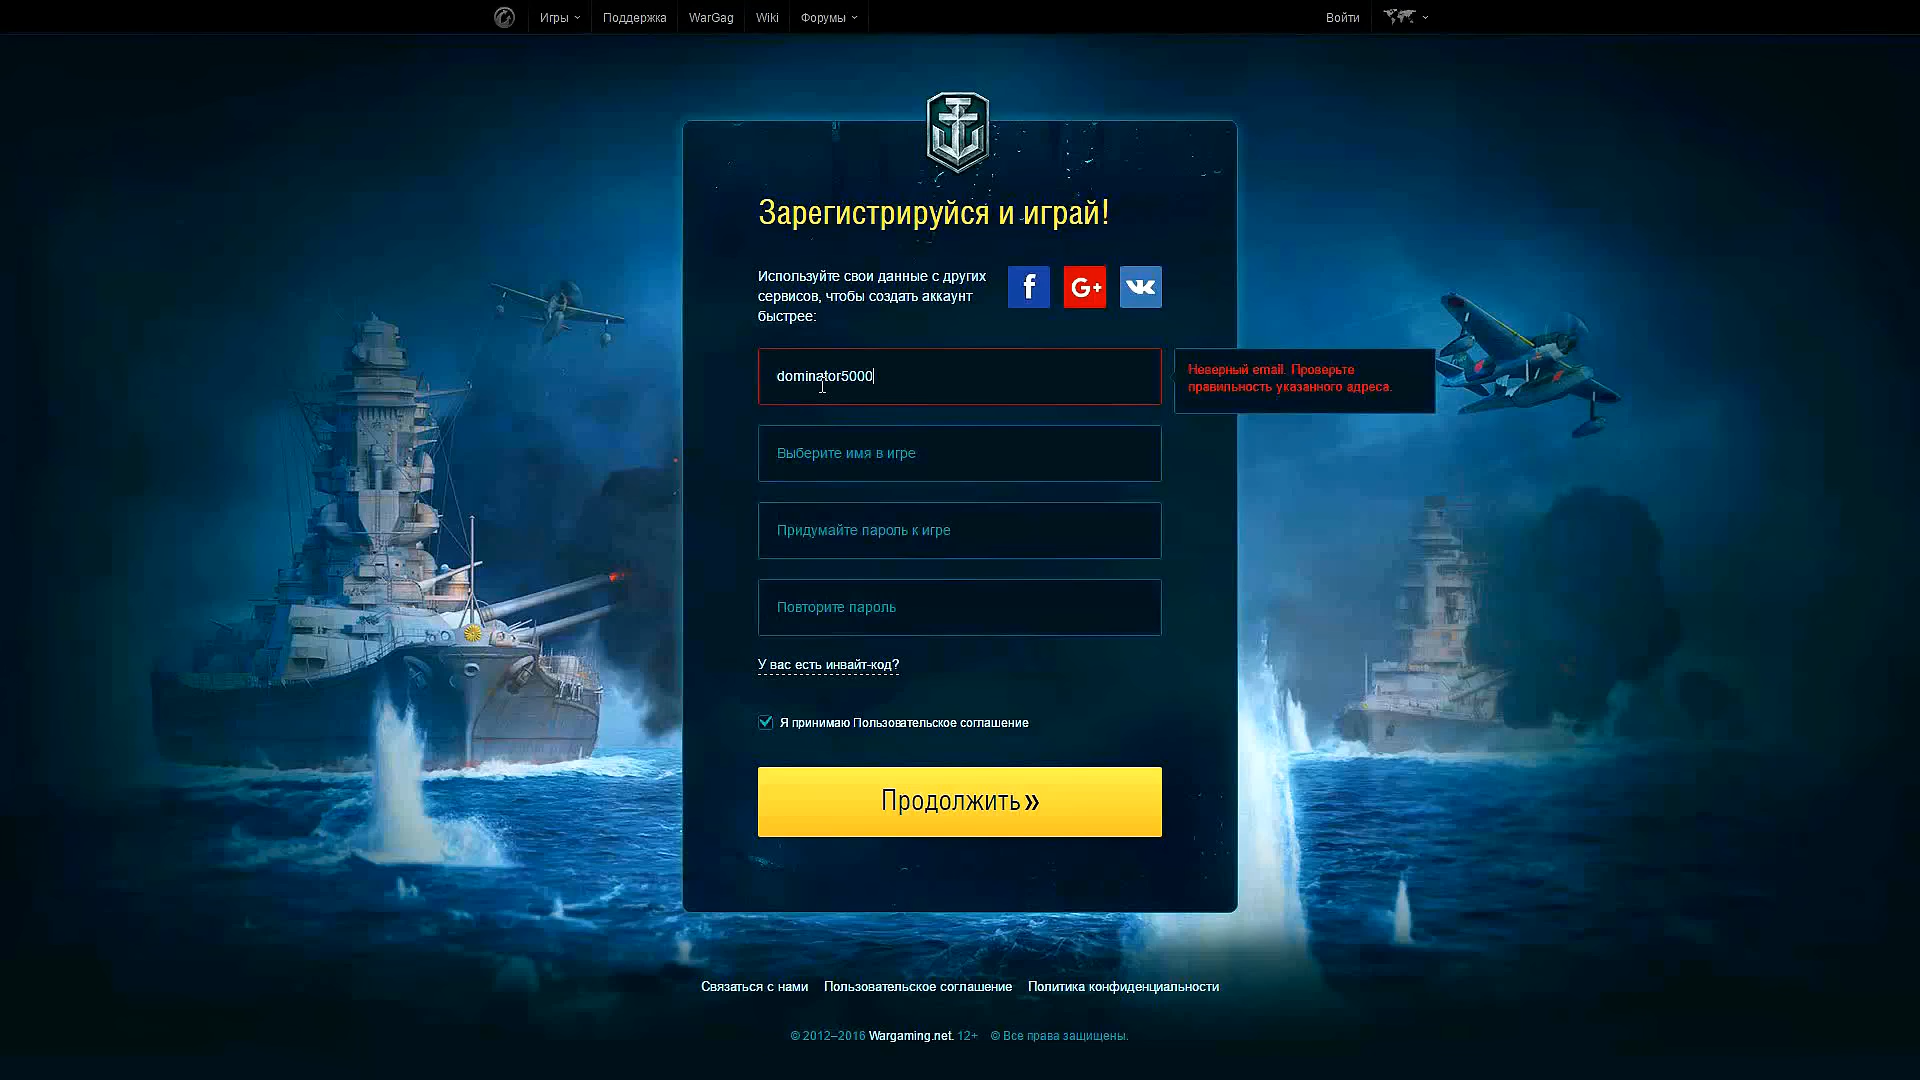 Игры
Поддержка
WarGag
Wiki
Форумы
Войти
Зарегистрируйся и играй!
Используйте свои данные с других
сервисов, чтобы создать аккаунт
быстрее:
f
G+
dominator5000
Неверный email. Проверьте
правильность указанного адреса.
Выберите имя в игре
Придумайте пароль к игре
Повторите пароль
У вас есть инвайт-код?
Я принимаю Пользовательское соглашение
Продолжить»
Связаться с нами Пользовательское соглашение Политика конфиденциальности
© 2012–2016 Wargaming.net. 12+ © Все права защищены.